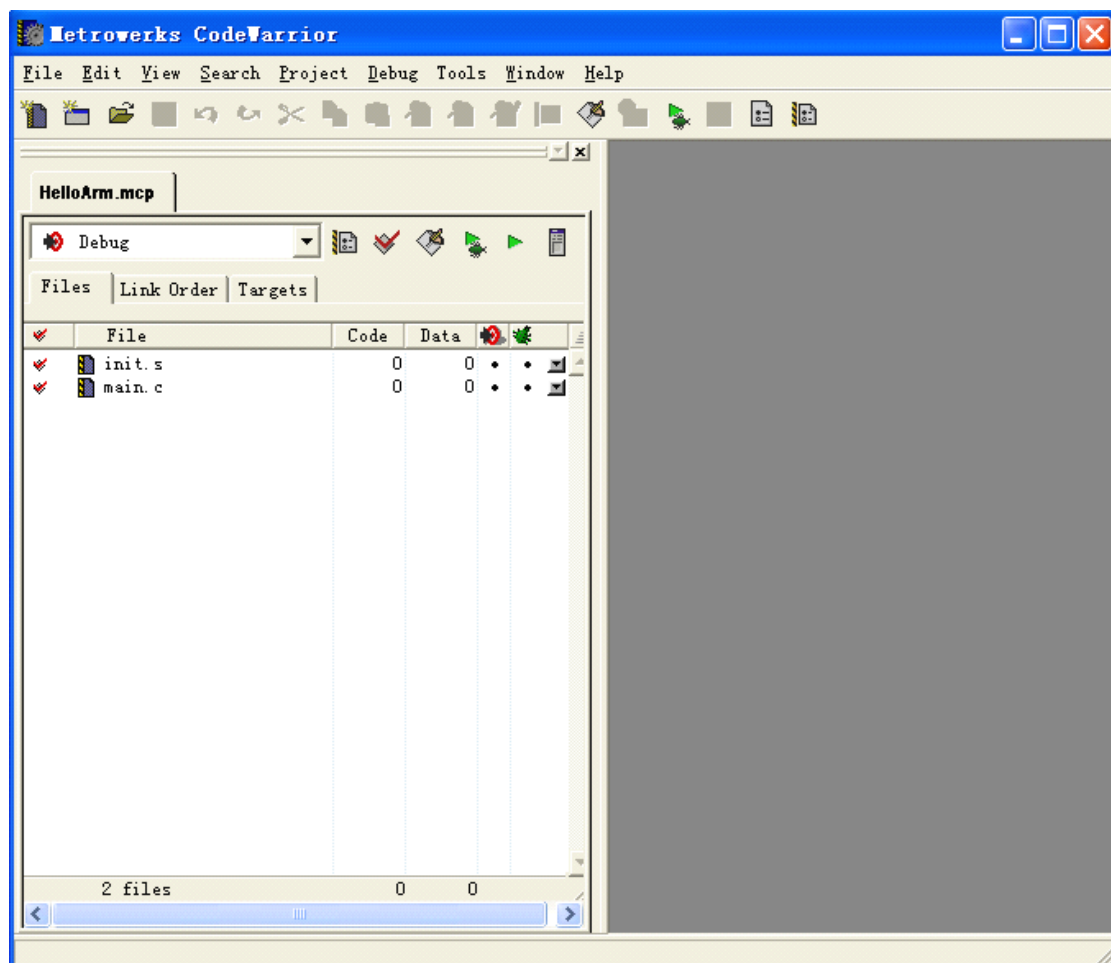 Metrowerks CodeWarrior
File Edit View Search Project Debug Tools Window Help
HelloArm.mcp
Debug
Files Link Order Targets
File Code Data
init.s 0 0
main.c 0 0
2 files 0 0